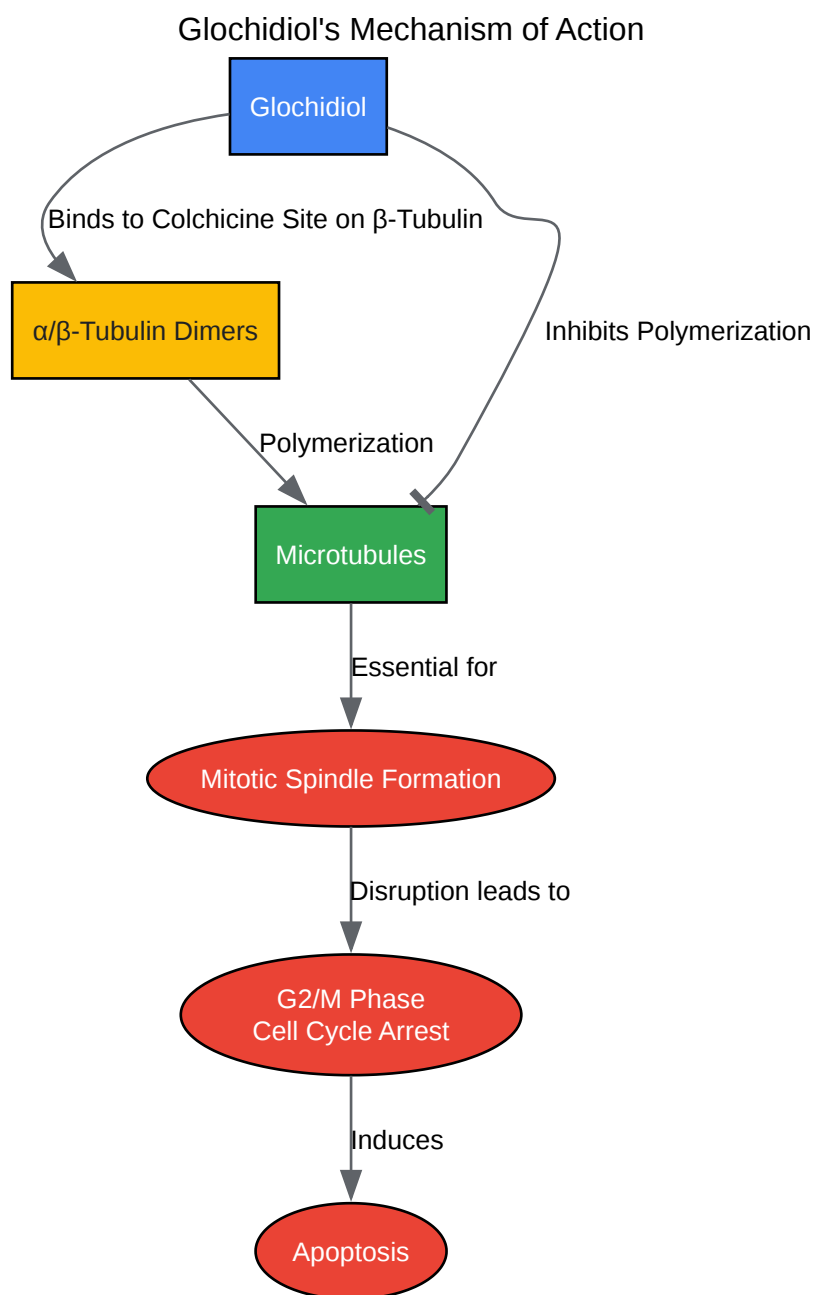 Glochidiol's Mechanism of Action
Glochidiol
Binds to Colchicine Site on β-Tubulin
α/β-Tubulin Dimers
Inhibits Polymerization
Polymerization
Microtubules
Essential for
Mitotic Spindle Formation
Disruption leads to
G2/M Phase
Cell Cycle Arrest
Induces
Apoptosis